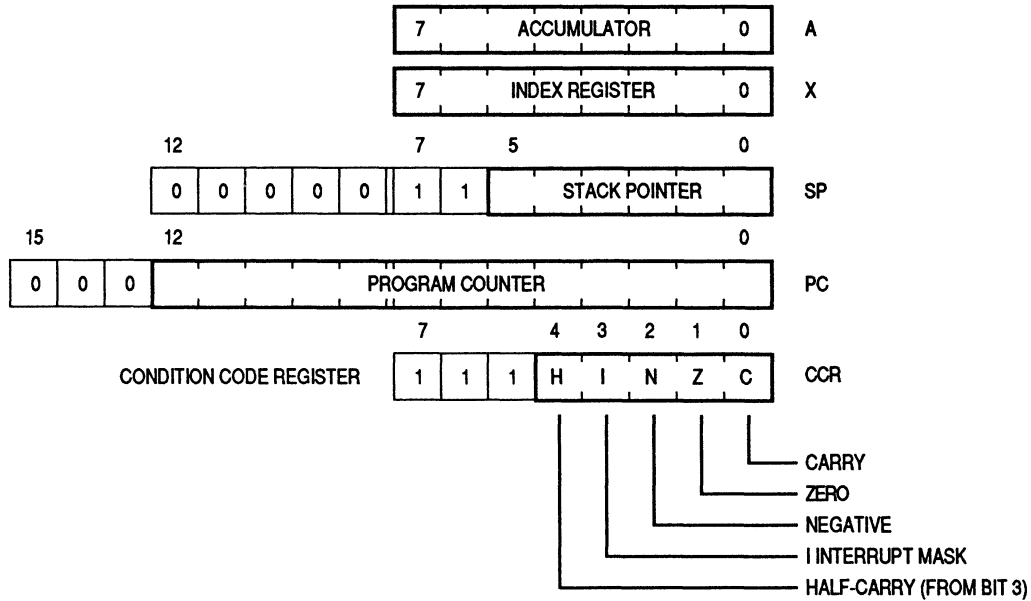 7 ACCUMULATOR 0 A
7 INDEX REGISTER 0 X
12 7 5 0
0 0 0 0 0 1 1 STACK POINTER SP
15 12 0
0 0 0 PROGRAM COUNTER PC
7 4 3 2 1 0
CONDITION CODE REGISTER 1 1 1 H I N Z C CCR
CARRY
ZERO
NEGATIVE
I INTERRUPT MASK
HALF-CARRY (FROM BIT 3)